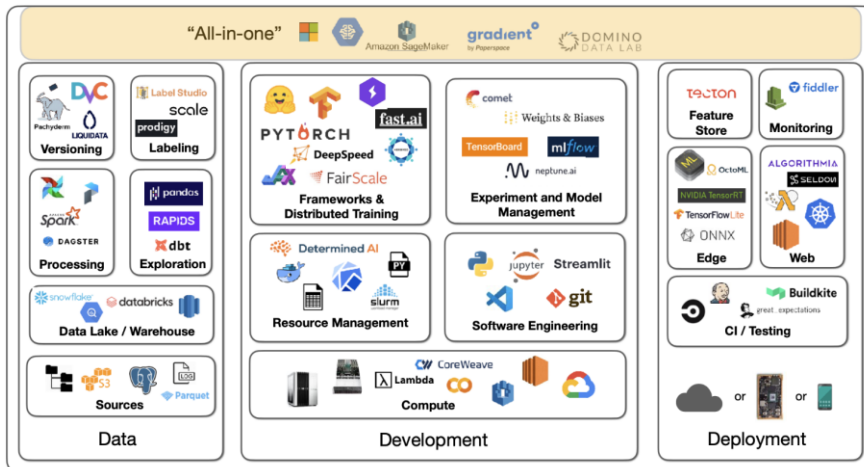 “All-in-one”
Amazon SageMaker
gradient
by Paperspace
DOMINO
DATA LAB
DVC
Pachyderm
LIQUIDATA
Versioning
Label Studio
scale
prodigy
Labeling
Spark
DAGSTER
Processing
pandas
RAPIDS
dbt
Exploration
snowflake
databricks
Data Lake / Warehouse
S3
LOG
Parquet
Sources
Data
fast.ai
PYTORCH
DeepSpeed
FairScale
Frameworks &
Distributed Training
comet
Weights & Biases
TensorBoard
mlflow
neptune.ai
Experiment and Model
Management
Determined AI
PY
slurm
Resource Management
jupyter
Streamlit
git
Software Engineering
CoreWeave
Lambda
Compute
Development
TECTON
Feature
Store
fiddler
Monitoring
ML
OctoML
NVIDIA TensorRT
TensorFlowLite
ONNX
Edge
ALGORITHMIA
SELDON
Web
Buildkite
great_expectations
CI / Testing
or
or
Deployment